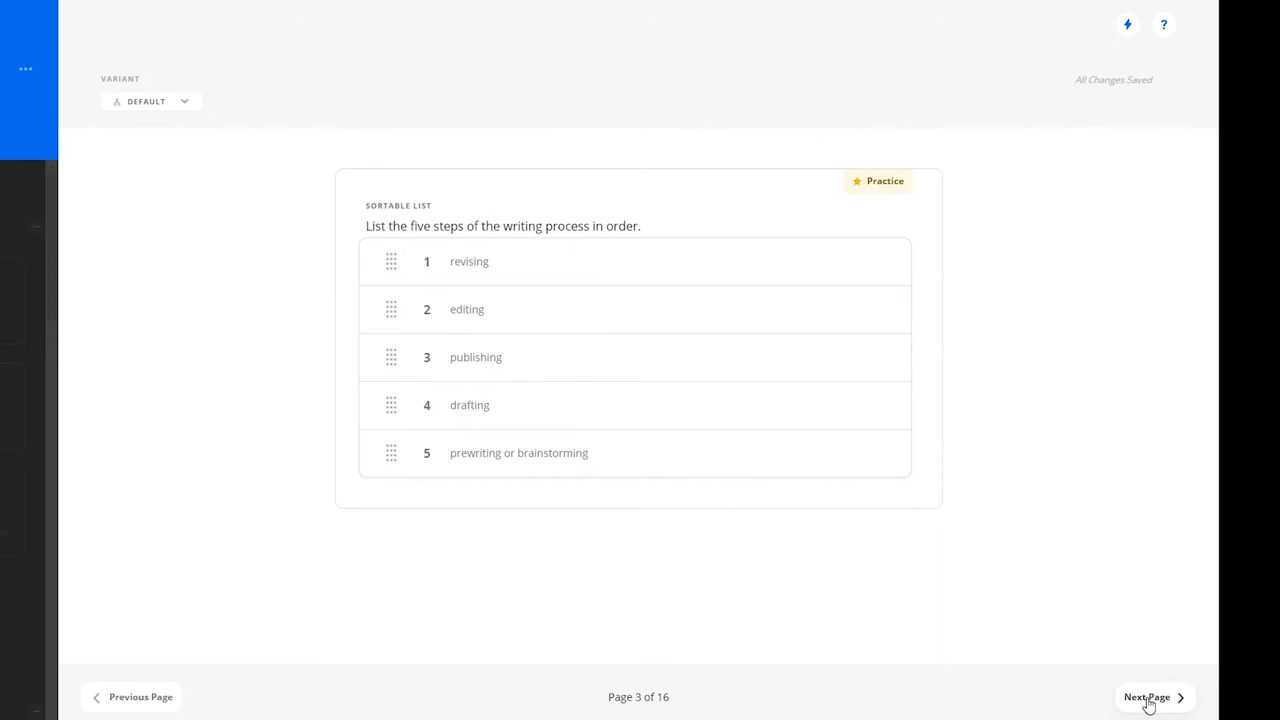 ?
VARIANT
All Changes Saved
DEFAULT
Practice
SORTABLE LIST
List the five steps of the writing process in order.
1 revising
2 editing
3 publishing
4 drafting
5 prewriting or brainstorming
Previous Page
Page 3 of 16
Next Page